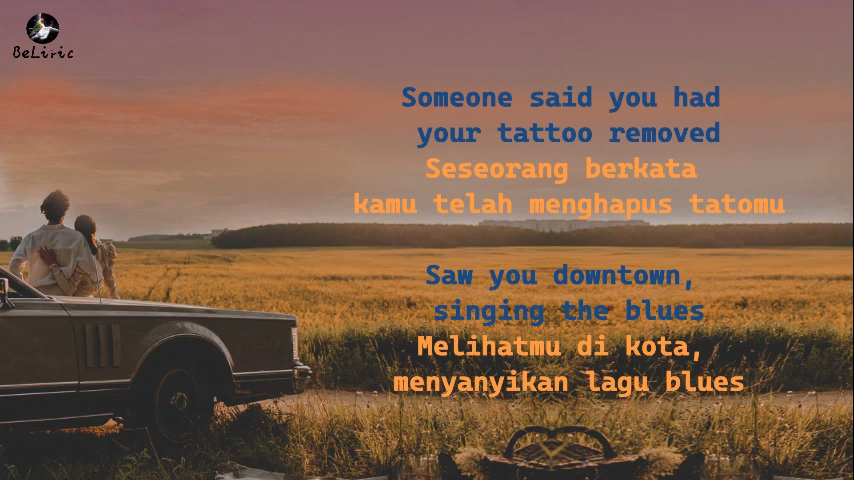 BeLiric
Someone said you had
your tattoo removed
Seseorang berkata
kamu telah menghapus tatomu
Saw you downtown,
singing the blues
Melihatmu di kota,
menyanyikan lagu blues